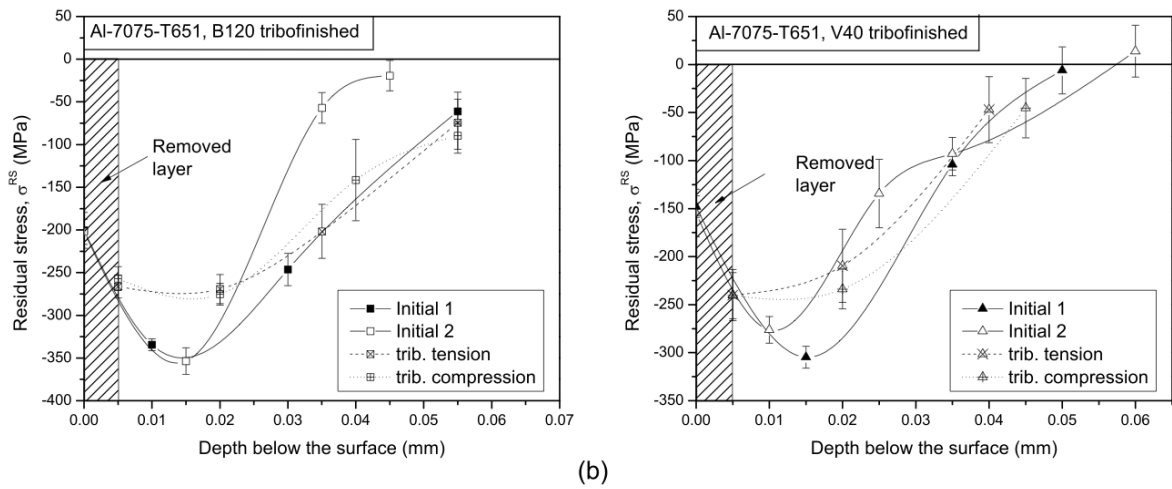 Al-7075-T651, B120 tribofinished
50
0
-50
-100
-150
-200
-250
-300
-350
-400
Residual stress, σRS (MPa)
Removed
layer
Initial 1
Initial 2
trib. tension
trib. compression
0.00 0.01 0.02 0.03 0.04 0.05 0.06 0.07
Depth below the surface (mm)
Al-7075-T651, V40 tribofinished
50
0
-50
-100
-150
-200
-250
-300
-350
Residual stress, σRS (MPa)
Removed
layer
Initial 1
Initial 2
trib. tension
trib. compression
0.00 0.01 0.02 0.03 0.04 0.05 0.06
Depth below the surface (mm)
(b)